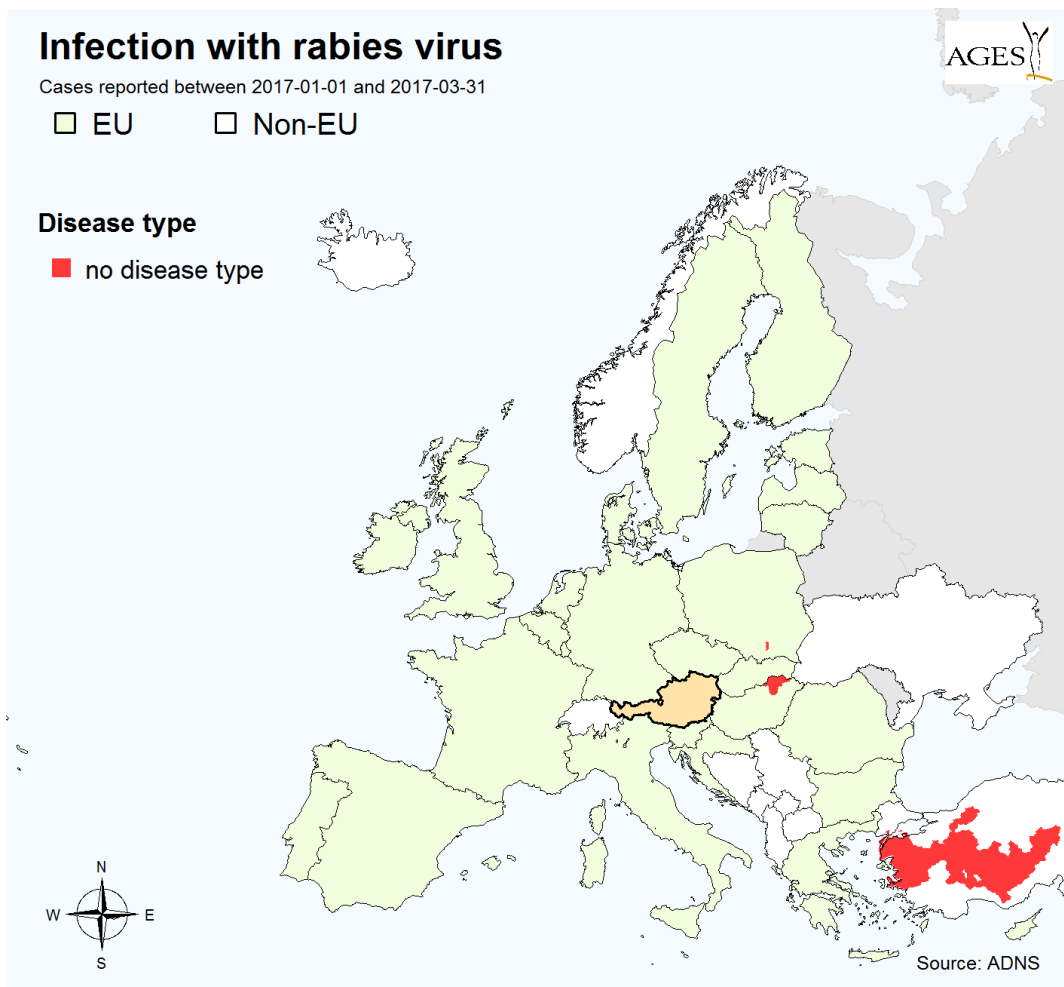 Infection with rabies virus
Cases reported between 2017-01-01 and 2017-03-31
EU Non-EU
AGES
Disease type
no disease type
N
W E
S
Source: ADNS